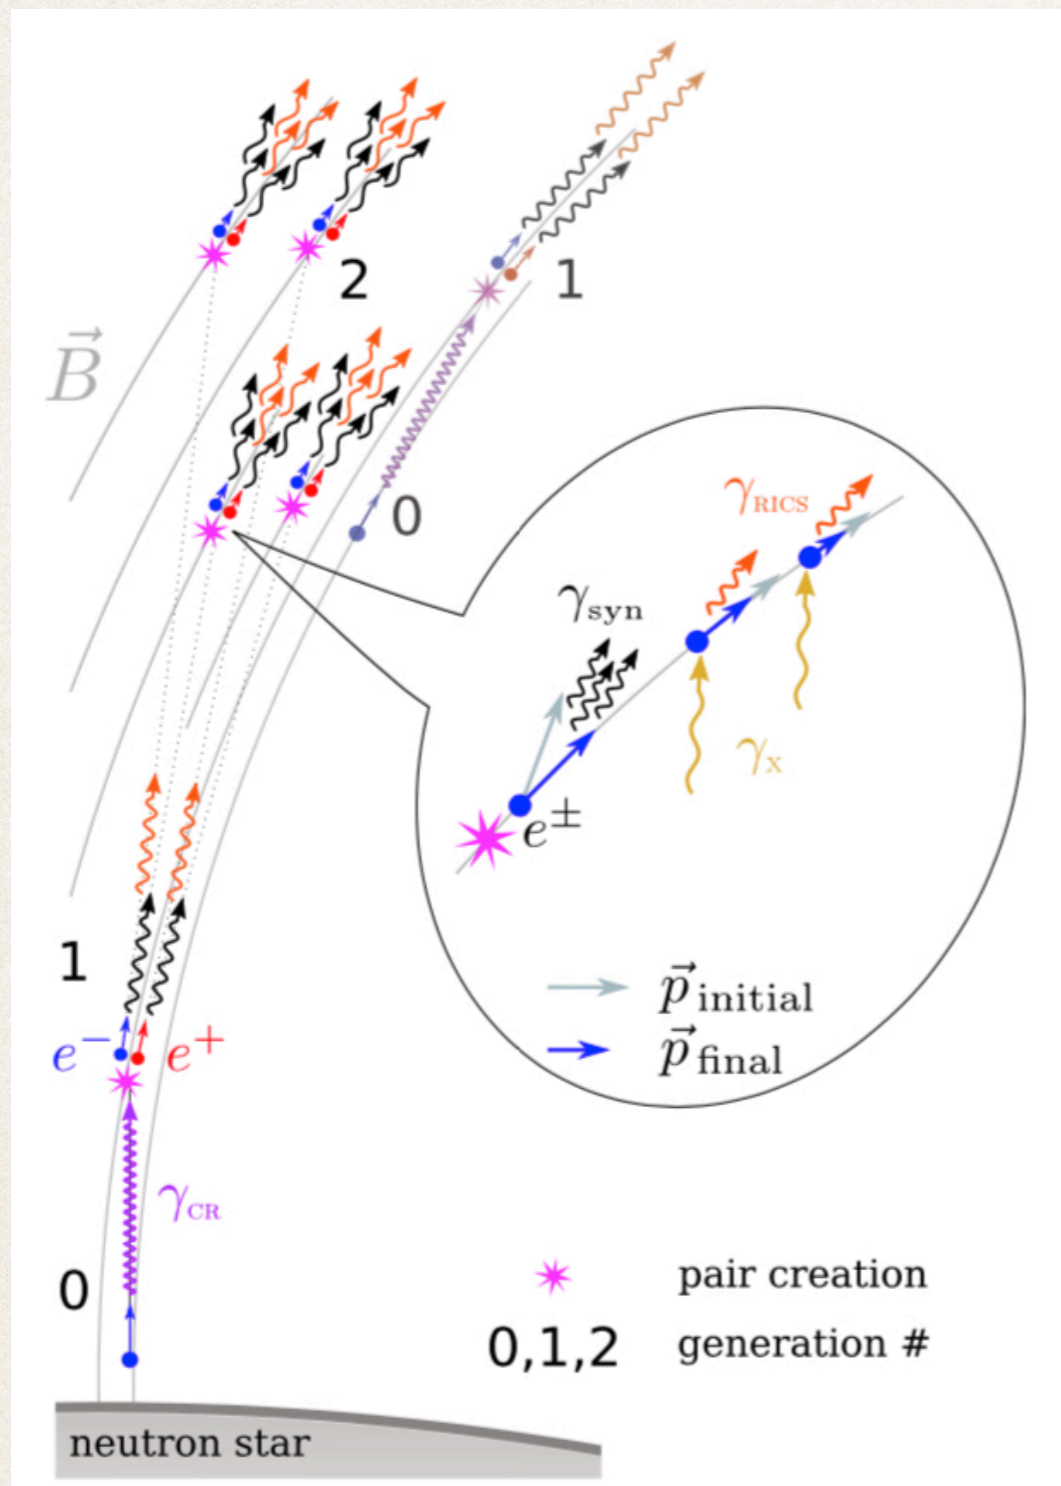 2
1
B⃗
0
γRICS
γsyn
γX
e±
1
p⃗ initial
e− e+
p⃗ final
γCR
0
pair creation
0,1,2 generation #
neutron star